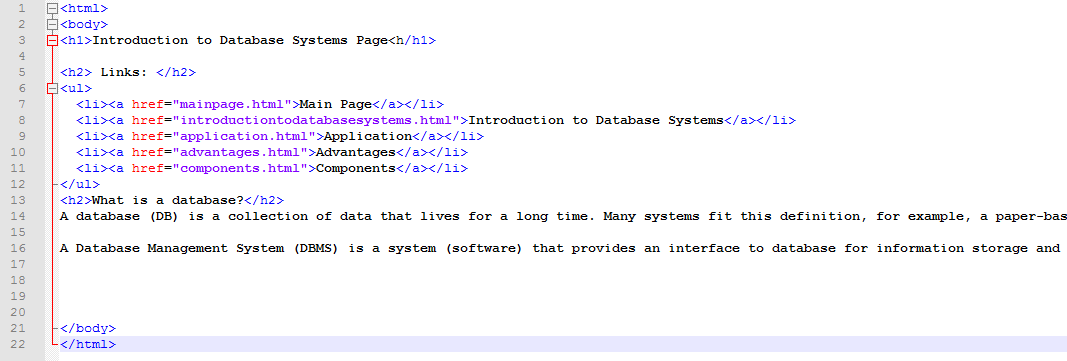 1 <html>
2 <body>
3 <h1>Introduction to Database Systems Page<h/h1>
4
5 <h2> Links: </h2>
6 <ul>
7 <li><a href="mainpage.html">Main Page</a></li>
8 <li><a href="introductiontodatabasesystems.html">Introduction to Database Systems</a></li>
9 <li><a href="application.html">Application</a></li>
10 <li><a href="advantages.html">Advantages</a></li>
11 <li><a href="components.html">Components</a></li>
12 </ul>
13 <h2>What is a database?</h2>
14 A database (DB) is a collection of data that lives for a long time. Many systems fit this definition, for example, a paper-bas
15
16 A Database Management System (DBMS) is a system (software) that provides an interface to database for information storage and
17
18
19
20
21 </body>
22 </html>